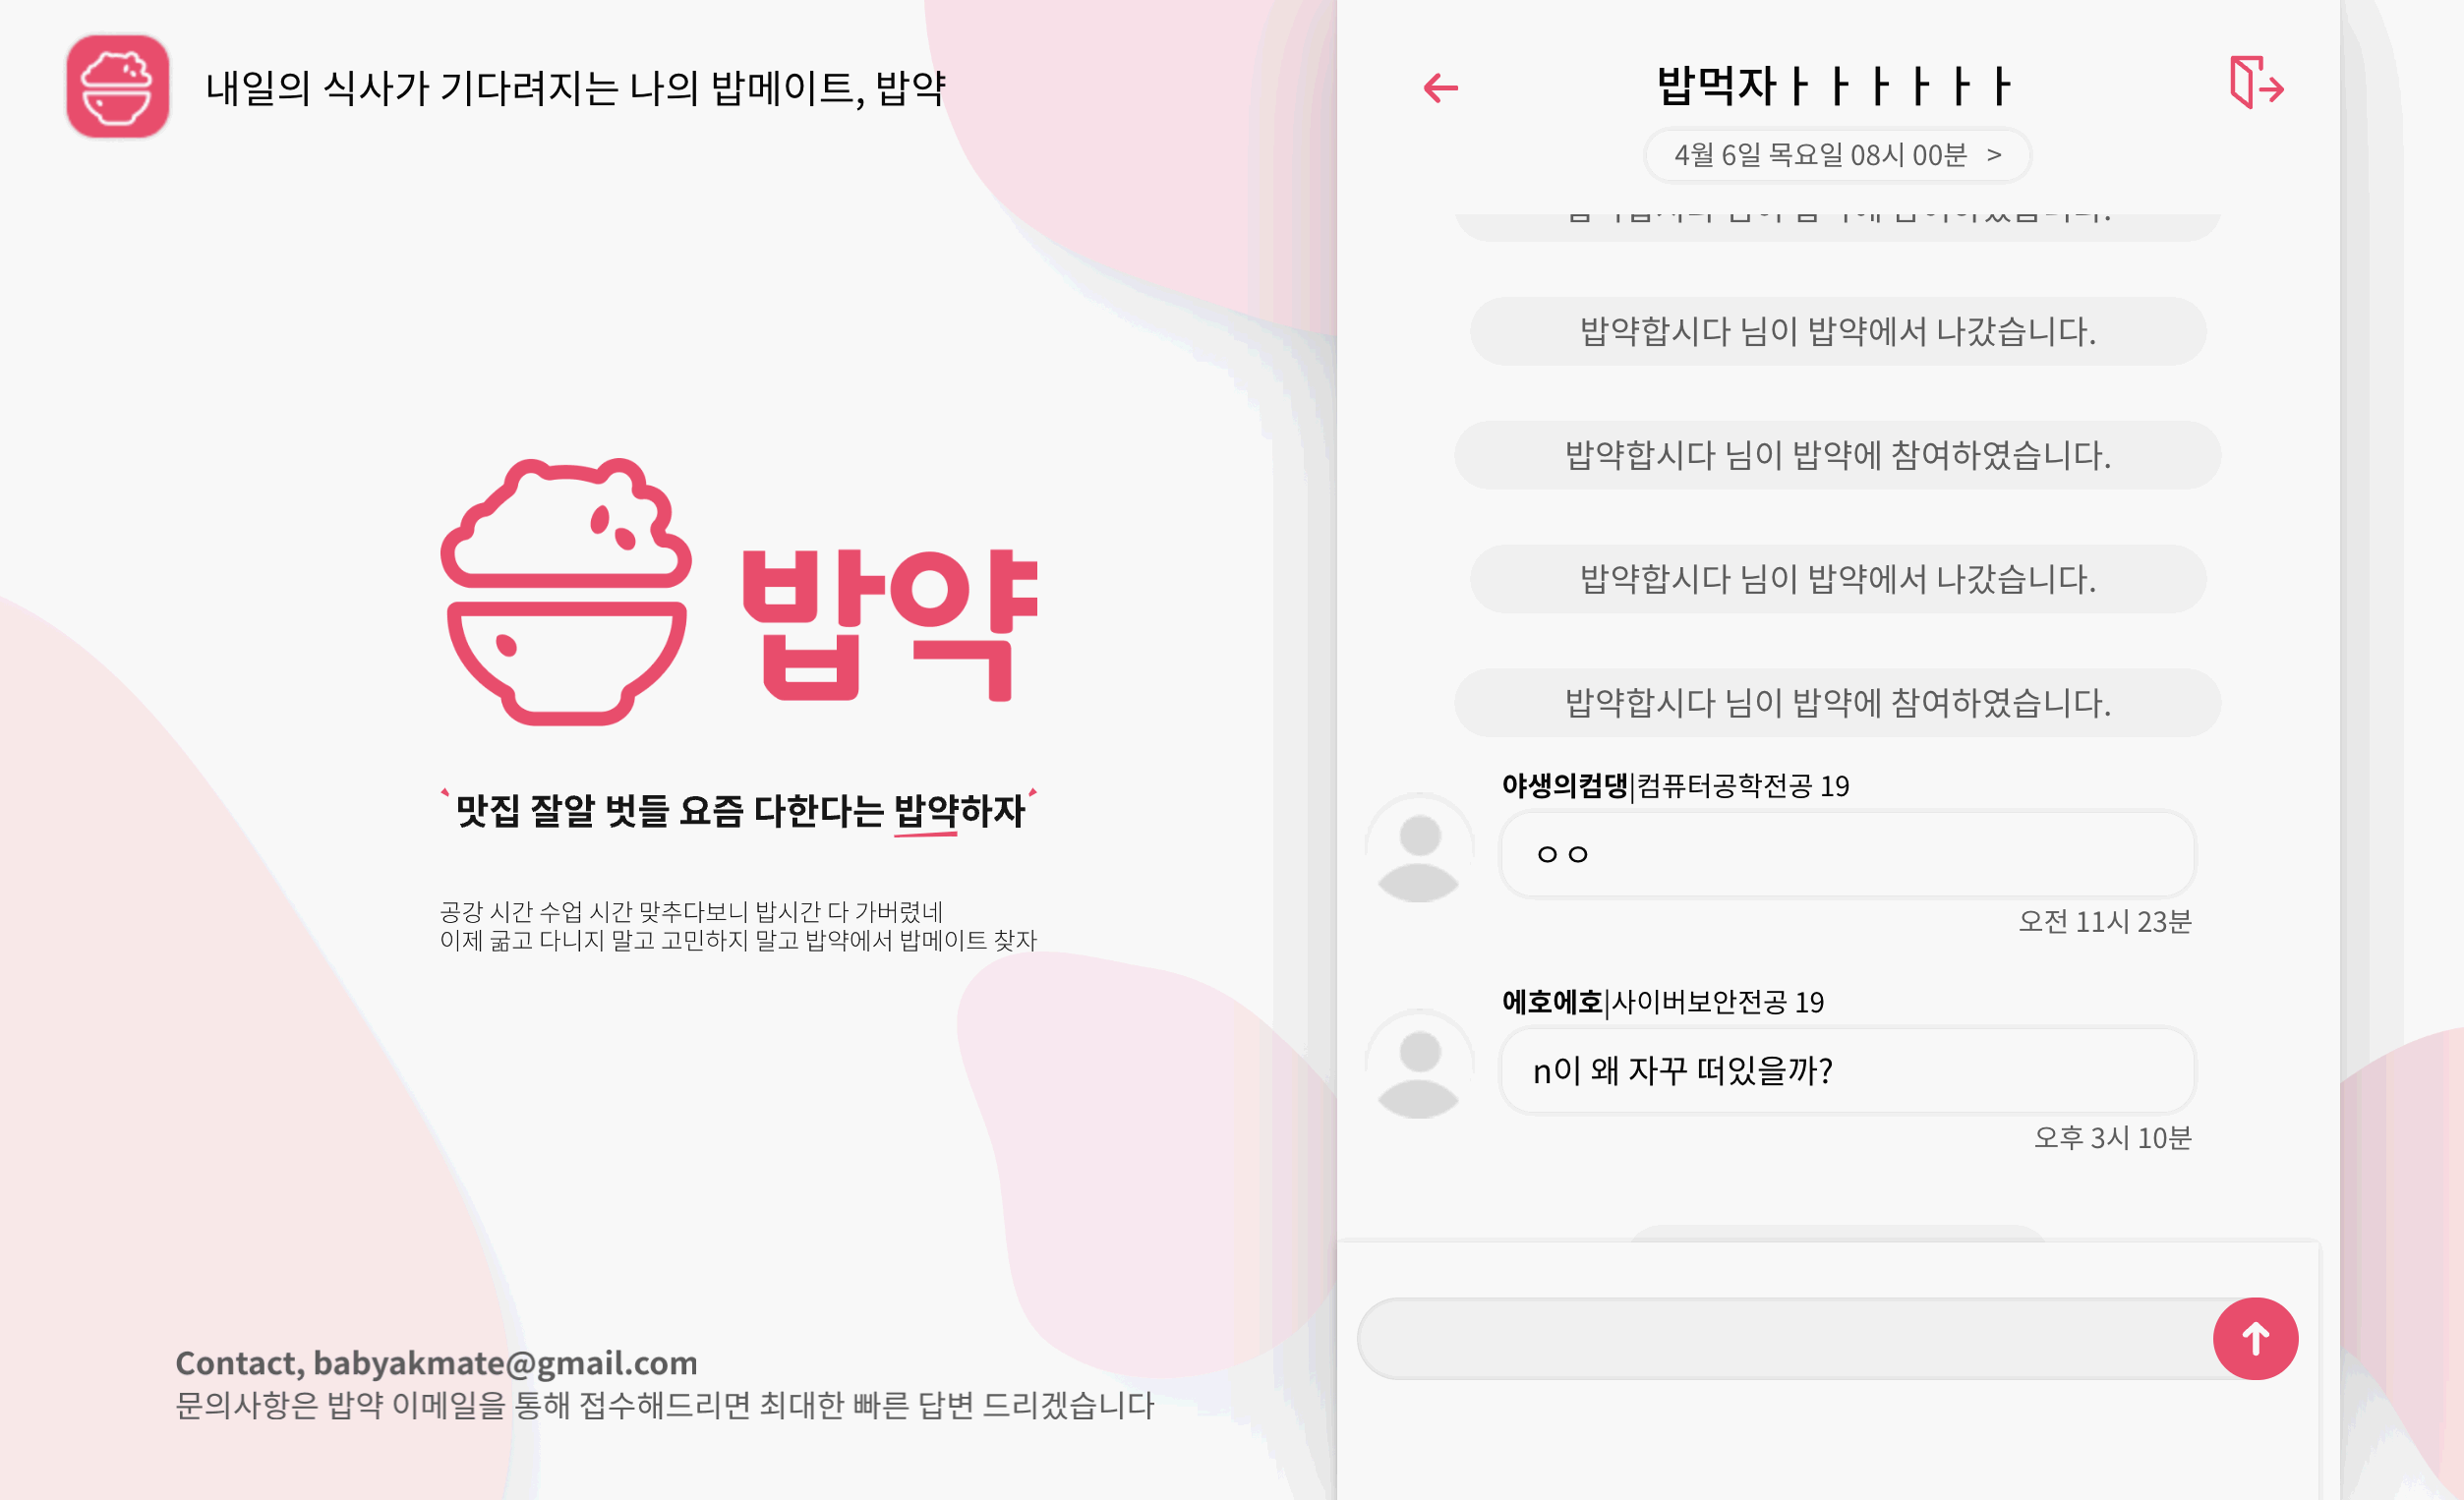 내일의 식사가 기다려지는 나의 밥메이트, 밥약
밥약
맛집 잘알 벗들 요즘 다한다는 밥약하자
공강 시간 수업 시간 맞추다보니 밥시간 다 가버렸네
이제 굶고 다니지 말고 고민하지 말고 밥약에서 밥메이트 찾자
Contact, babyakmate@gmail.com
문의사항은 밥약 이메일을 통해 접수해드리면 최대한 빠른 답변 드리겠습니다
밥먹자ㅏㅏㅏㅏㅏㅏ
4월 6일 목요일 08시 00분 >
밥약합시다 님이 밥약에서 나갔습니다.
밥약합시다 님이 밥약에 참여하였습니다.
밥약합시다 님이 밥약에서 나갔습니다.
밥약합시다 님이 밥약에 참여하였습니다.
야생의컴댕|컴퓨터공학전공 19
ㅇㅇ
오전 11시 23분
에호에호|사이버보안전공 19
n이 왜 자꾸 떠있을까?
오후 3시 10분